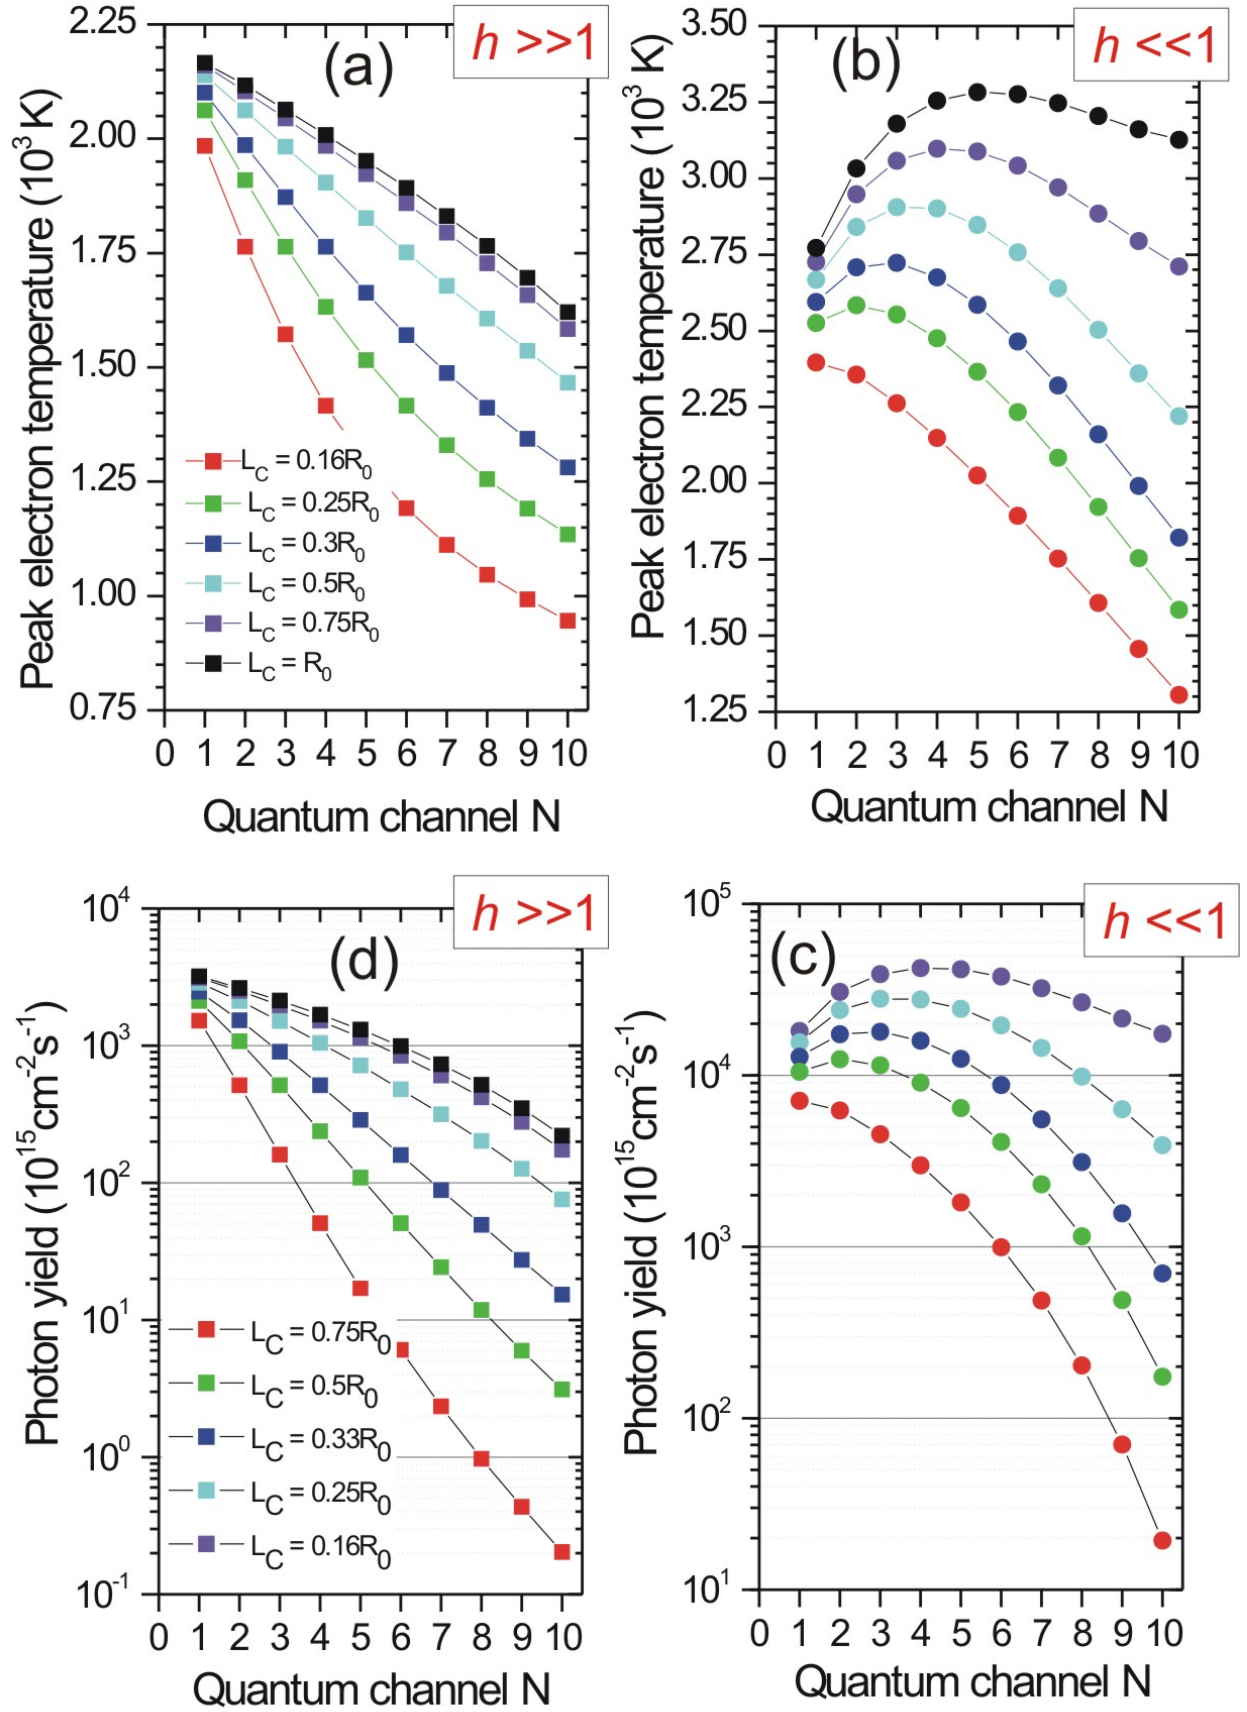 (a)
h >>1
Peak electron temperature (10³ K)
2.25
2.00
1.75
1.50
1.25
1.00
0.75
L_C = 0.16R_0
L_C = 0.25R_0
L_C = 0.3R_0
L_C = 0.5R_0
L_C = 0.75R_0
L_C = R_0
0 1 2 3 4 5 6 7 8 9 10
Quantum channel N
(b)
h <<1
Peak electron temperature (10³ K)
3.50
3.25
3.00
2.75
2.50
2.25
2.00
1.75
1.50
1.25
0 1 2 3 4 5 6 7 8 9 10
Quantum channel N
(d)
h >>1
Photon yield (10¹⁵cm⁻²s⁻¹)
10⁴
10³
10²
10¹
10⁰
10⁻¹
L_C = 0.75R_0
L_C = 0.5R_0
L_C = 0.33R_0
L_C = 0.25R_0
L_C = 0.16R_0
0 1 2 3 4 5 6 7 8 9 10
Quantum channel N
(c)
h <<1
Photon yield (10¹⁵cm⁻²s⁻¹)
10⁵
10⁴
10³
10²
10¹
0 1 2 3 4 5 6 7 8 9 10
Quantum channel N